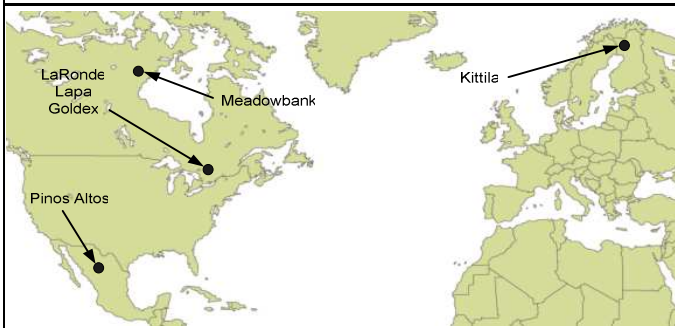 LaRonde
Lapa
Goldex
Meadowbank
Kittila
Pinos Altos